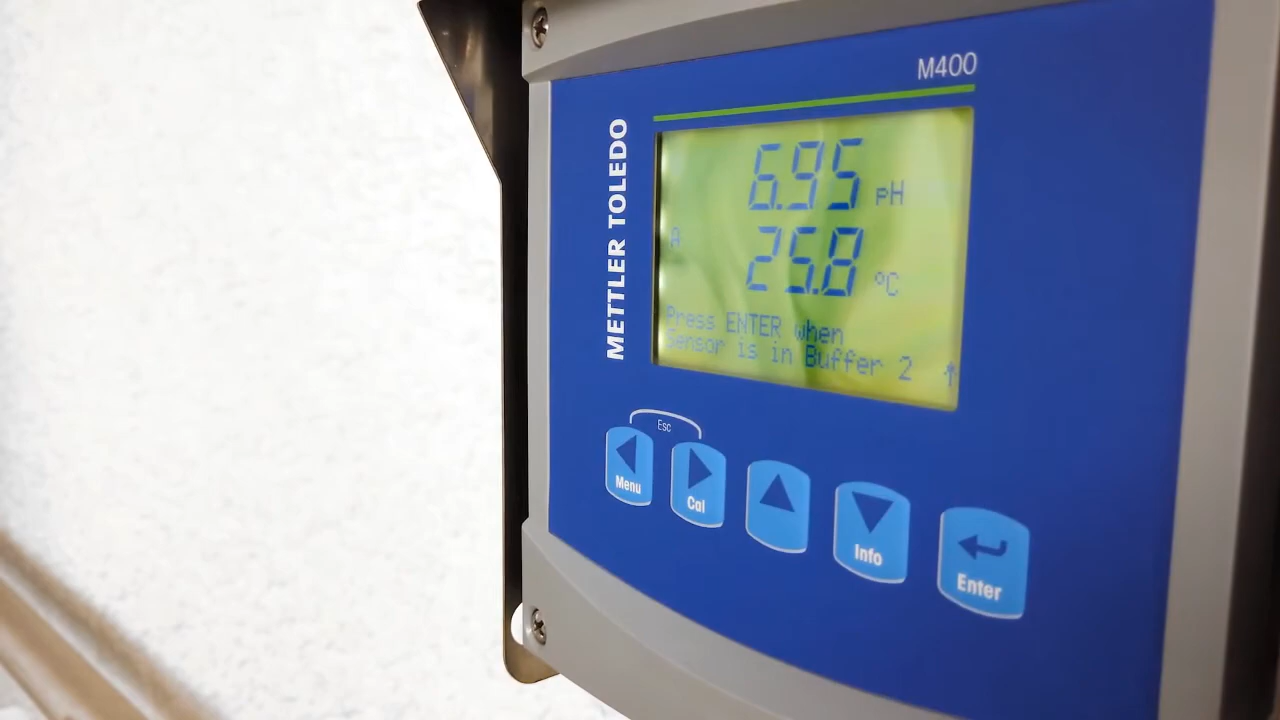 M400
METTLER TOLEDO
6.95 pH
A
25.8 °C
Press ENTER when
Sensor is in Buffer 2 ↑
Esc
Menu
Cal
Info
Enter